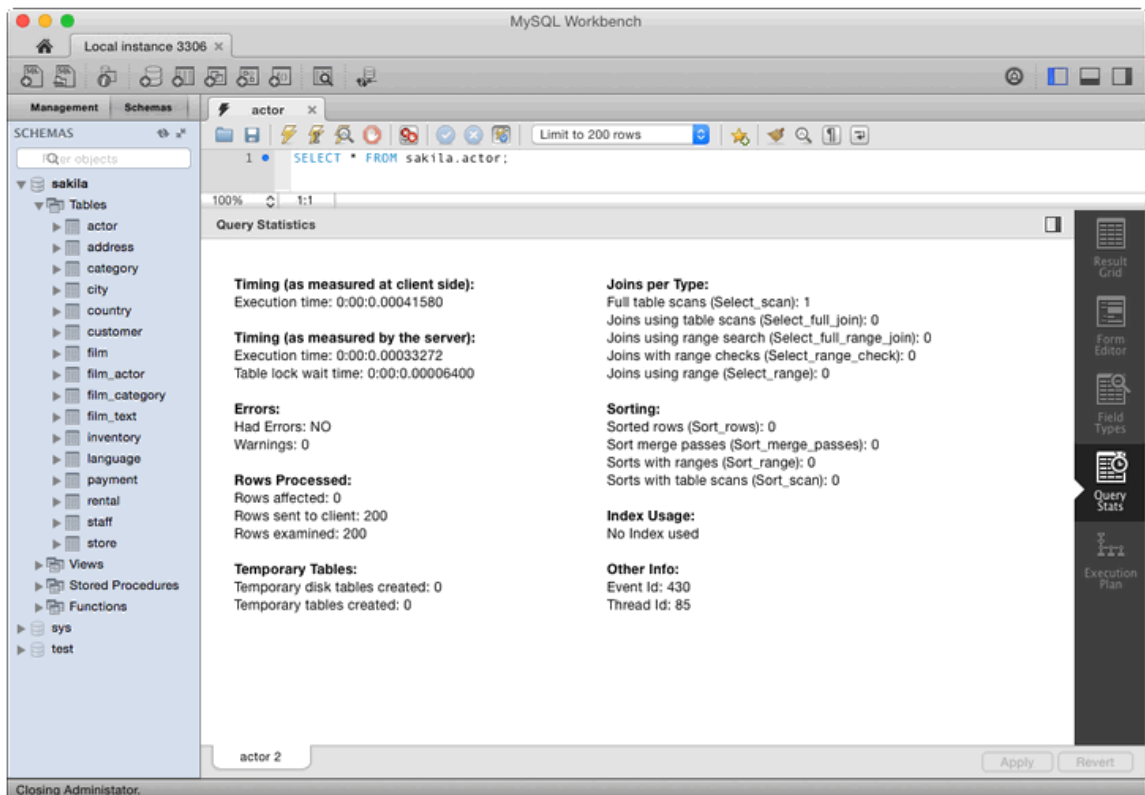 MySQL Workbench
Local instance 3306 ×
Management Schemas
SCHEMAS
er objects
sakila
Tables
actor
address
category
city
country
customer
film
film_actor
film_category
film_text
inventory
language
payment
rental
staff
store
Views
Stored Procedures
Functions
sys
test
actor ×
Limit to 200 rows
1 SELECT * FROM sakila.actor;
100% 1:1
Query Statistics
Timing (as measured at client side):
Execution time: 0:00:0.00041580
Timing (as measured by the server):
Execution time: 0:00:0.00033272
Table lock wait time: 0:00:0.00006400
Errors:
Had Errors: NO
Warnings: 0
Rows Processed:
Rows affected: 0
Rows sent to client: 200
Rows examined: 200
Temporary Tables:
Temporary disk tables created: 0
Temporary tables created: 0
Joins per Type:
Full table scans (Select_scan): 1
Joins using table scans (Select_full_join): 0
Joins using range search (Select_full_range_join): 0
Joins with range checks (Select_range_check): 0
Joins using range (Select_range): 0
Sorting:
Sorted rows (Sort_rows): 0
Sort merge passes (Sort_merge_passes): 0
Sorts with ranges (Sort_range): 0
Sorts with table scans (Sort_scan): 0
Index Usage:
No Index used
Other Info:
Event Id: 430
Thread Id: 85
Result
Grid
Form
Editor
Field
Types
Query
Stats
Execution
Plan
actor 2
Apply Revert
Closing Administator.